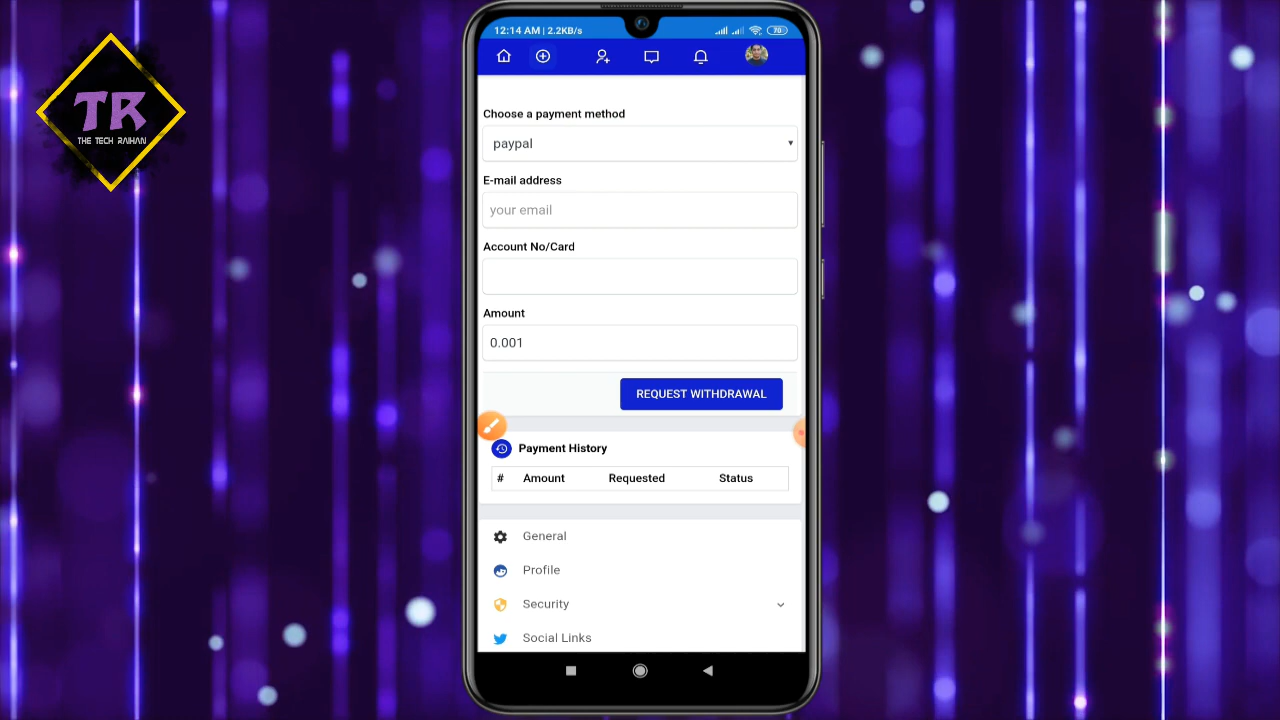 TR
THE TECH RAIHAN
12:14 AM | 2.2KB/s
70
Choose a payment method
paypal
E-mail address
your email
Account No/Card
Amount
0.001
REQUEST WITHDRAWAL
Payment History
# Amount Requested Status
General
Profile
Security
Social Links